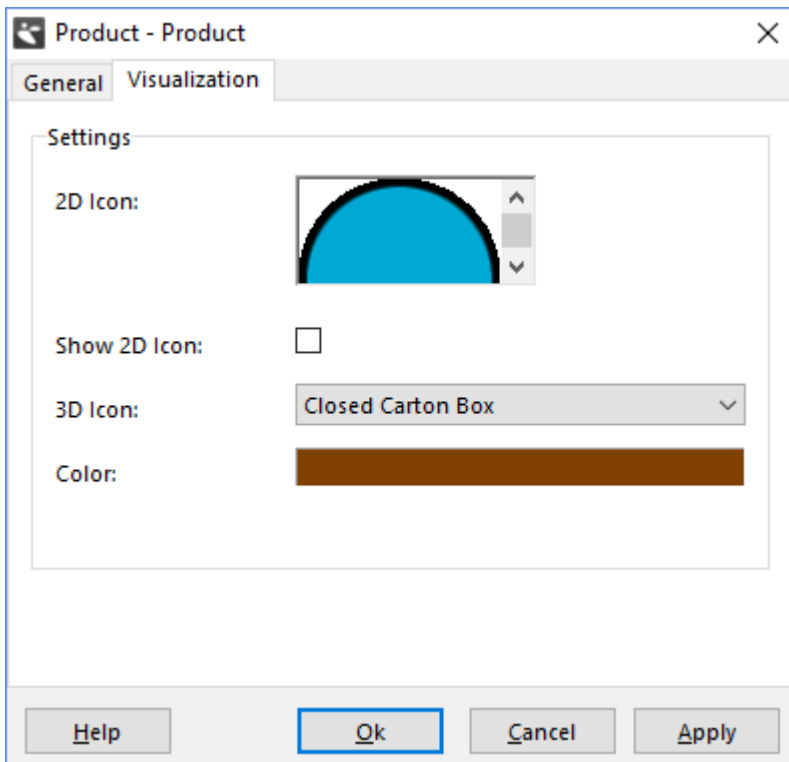 Product - Product
General Visualization
Settings
2D Icon:
Show 2D Icon:
3D Icon: Closed Carton Box
Color:
Help Ok Cancel Apply